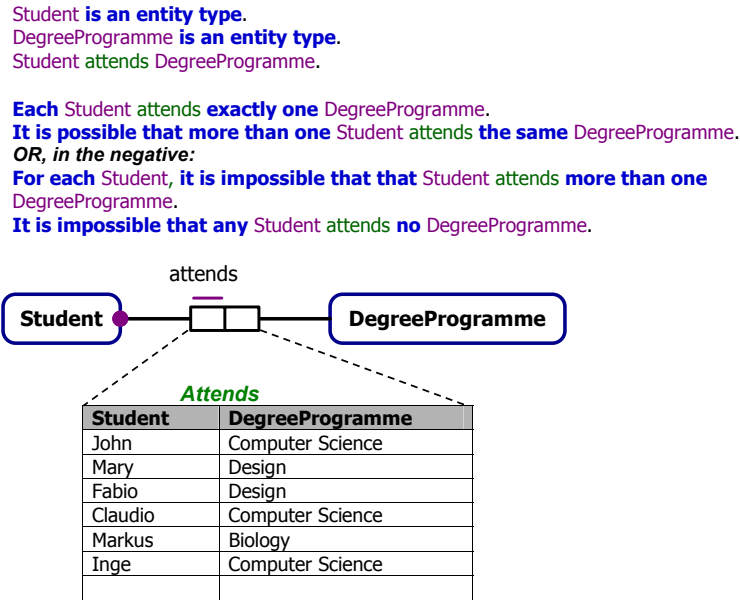 Student is an entity type.
DegreeProgramme is an entity type.
Student attends DegreeProgramme.
Each Student attends exactly one DegreeProgramme.
It is possible that more than one Student attends the same DegreeProgramme.
OR, in the negative:
For each Student, it is impossible that that Student attends more than one
DegreeProgramme.
It is impossible that any Student attends no DegreeProgramme.
attends
Student DegreeProgramme
Attends
Student DegreeProgramme
John Computer Science
Mary Design
Fabio Design
Claudio Computer Science
Markus Biology
Inge Computer Science